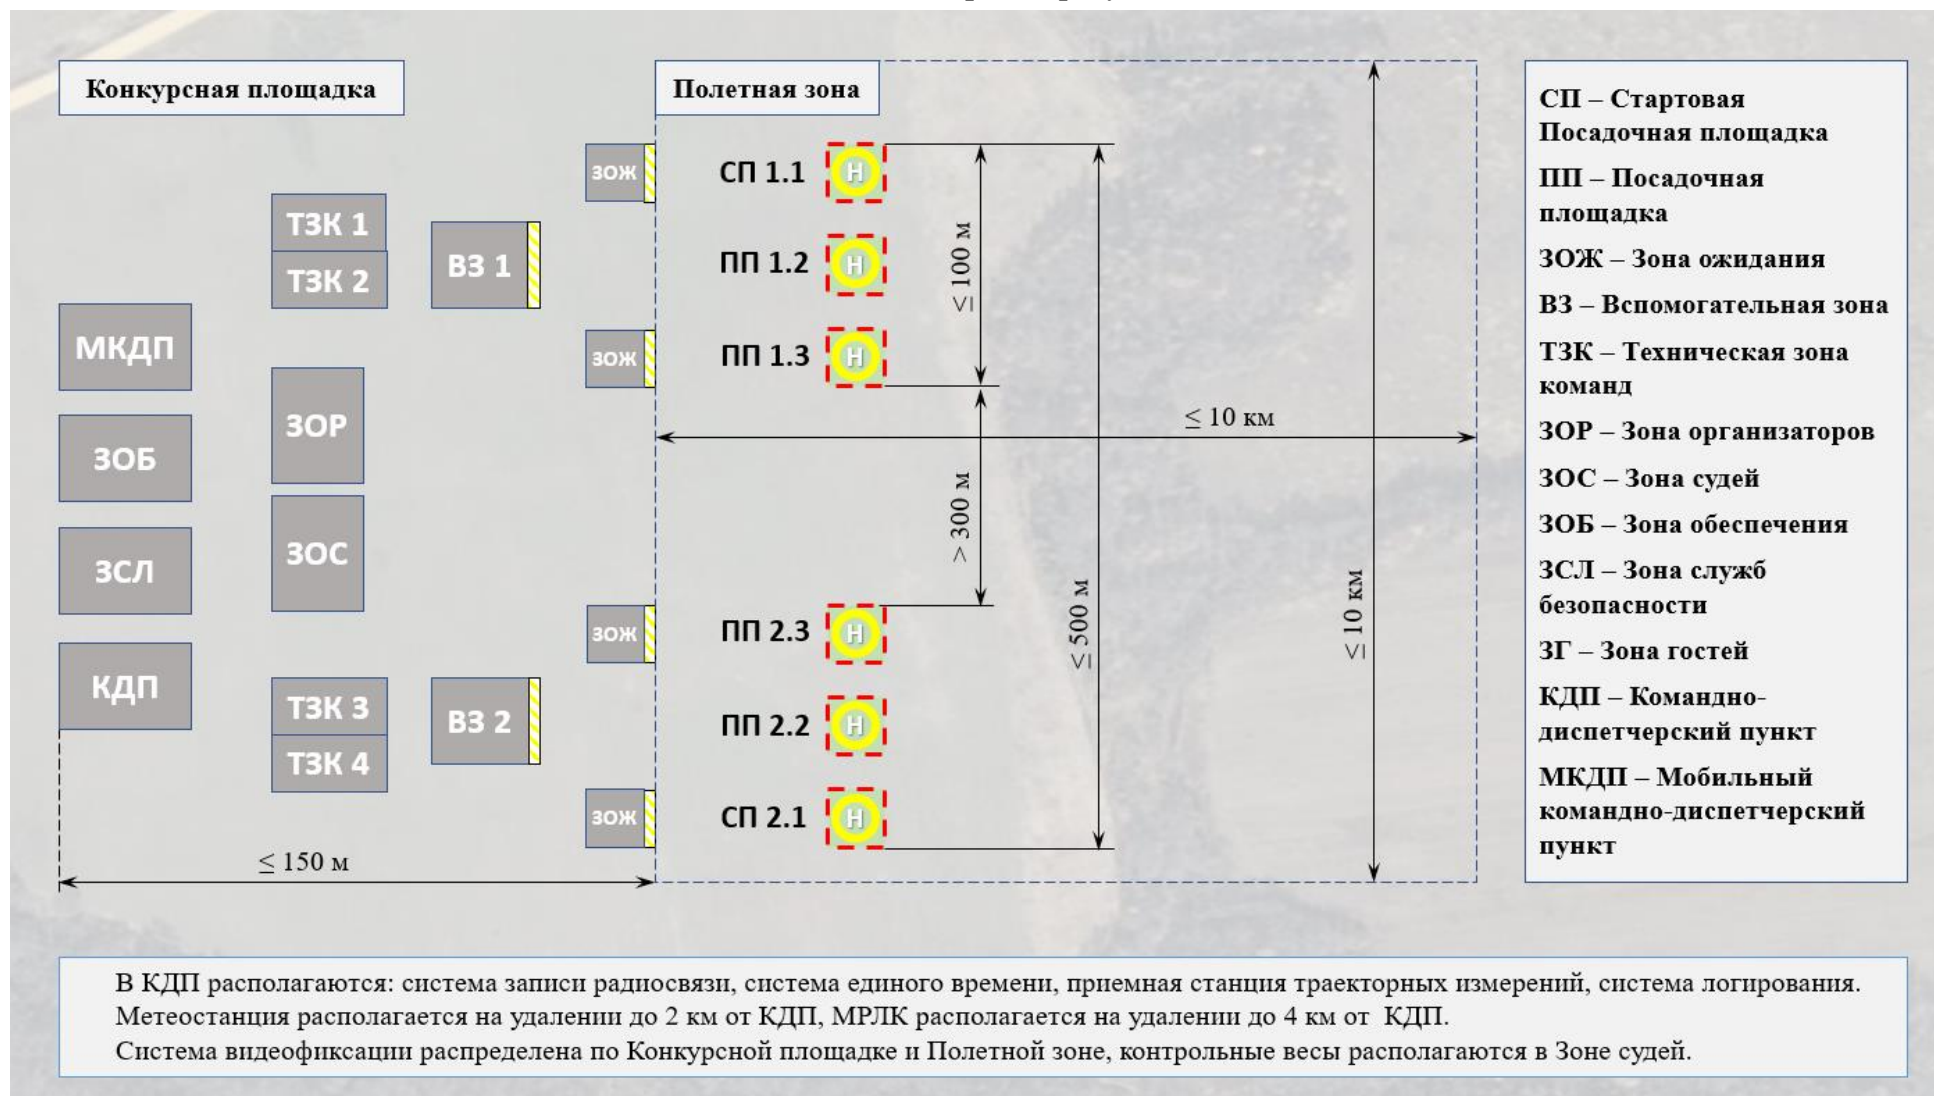 Конкурсная площадка
Полетная зона
ЗОЖ
СП 1.1
H
ТЗК 1
ТЗК 2
ВЗ 1
ПП 1.2
H
≤ 100 м
МКДП
ЗОЖ
ПП 1.3
H
ЗОР
≤ 10 км
ЗОБ
> 300 м
ЗОС
ЗСЛ
≤ 500 м
≤ 10 км
ЗОЖ
ПП 2.3
H
КДП
ТЗК 3
ТЗК 4
ВЗ 2
ПП 2.2
H
ЗОЖ
СП 2.1
H
≤ 150 м
СП – Стартовая
Посадочная площадка
ПП – Посадочная
площадка
ЗОЖ – Зона ожидания
ВЗ – Вспомогательная зона
ТЗК – Техническая зона
команд
ЗОР – Зона организаторов
ЗОС – Зона судей
ЗОБ – Зона обеспечения
ЗСЛ – Зона служб
безопасности
ЗГ – Зона гостей
КДП – Командно-
диспетчерский пункт
МКДП – Мобильный
командно-диспетчерский
пункт
В КДП располагаются: система записи радиосвязи, система единого времени, приемная станция траекторных измерений, система логирования.
Метеостанция располагается на удалении до 2 км от КДП, МРЛК располагается на удалении до 4 км от КДП.
Система видеофиксации распределена по Конкурсной площадке и Полетной зоне, контрольные весы располагаются в Зоне судей.